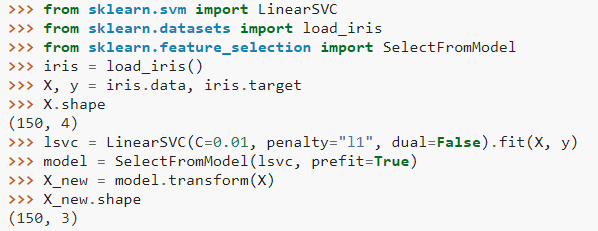 >>> from sklearn.svm import LinearSVC
>>> from sklearn.datasets import load_iris
>>> from sklearn.feature_selection import SelectFromModel
>>> iris = load_iris()
>>> X, y = iris.data, iris.target
>>> X.shape
(150, 4)
>>> lsvc = LinearSVC(C=0.01, penalty="l1", dual=False).fit(X, y)
>>> model = SelectFromModel(lsvc, prefit=True)
>>> X_new = model.transform(X)
>>> X_new.shape
(150, 3)